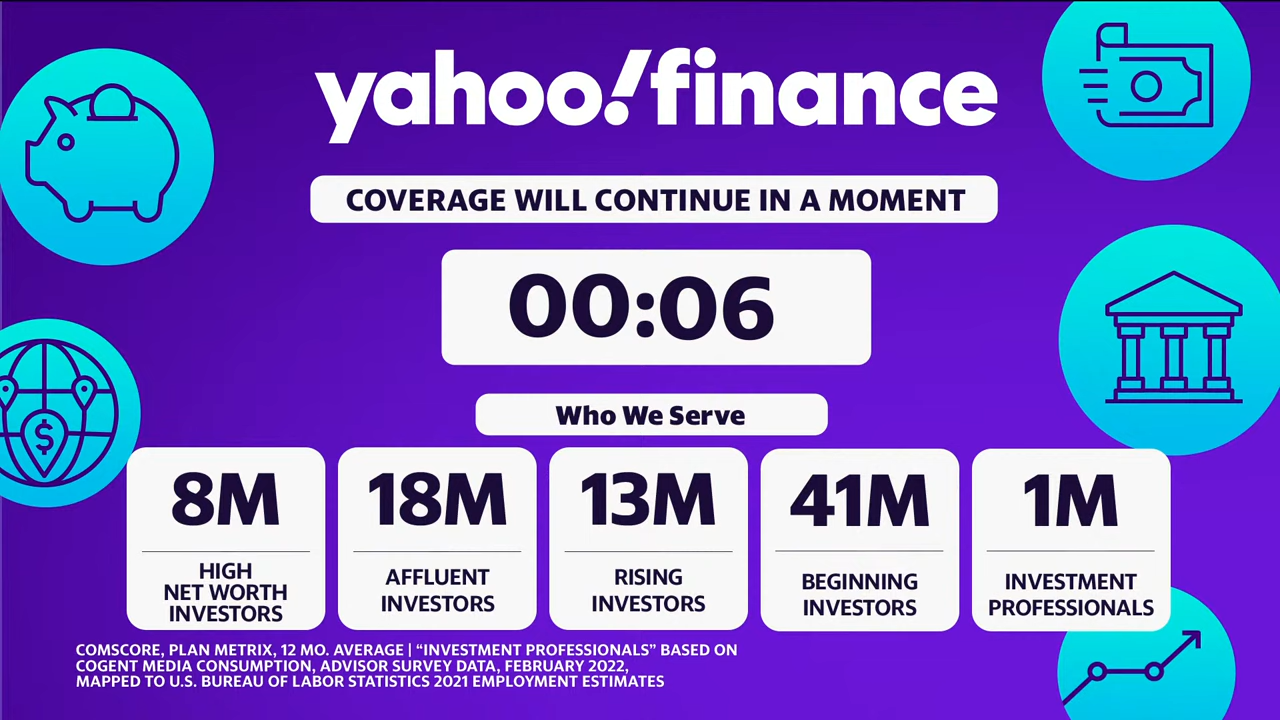 yahoo!finance
COVERAGE WILL CONTINUE IN A MOMENT
00:06
Who We Serve
8M
HIGH
NET WORTH
INVESTORS
18M
AFFLUENT
INVESTORS
13M
RISING
INVESTORS
41M
BEGINNING
INVESTORS
1M
INVESTMENT
PROFESSIONALS
$
COMSCORE, PLAN METRIX, 12 MO. AVERAGE | “INVESTMENT PROFESSIONALS” BASED ON
COGENT MEDIA CONSUMPTION, ADVISOR SURVEY DATA, FEBRUARY 2022,
MAPPED TO U.S. BUREAU OF LABOR STATISTICS 2021 EMPLOYMENT ESTIMATES